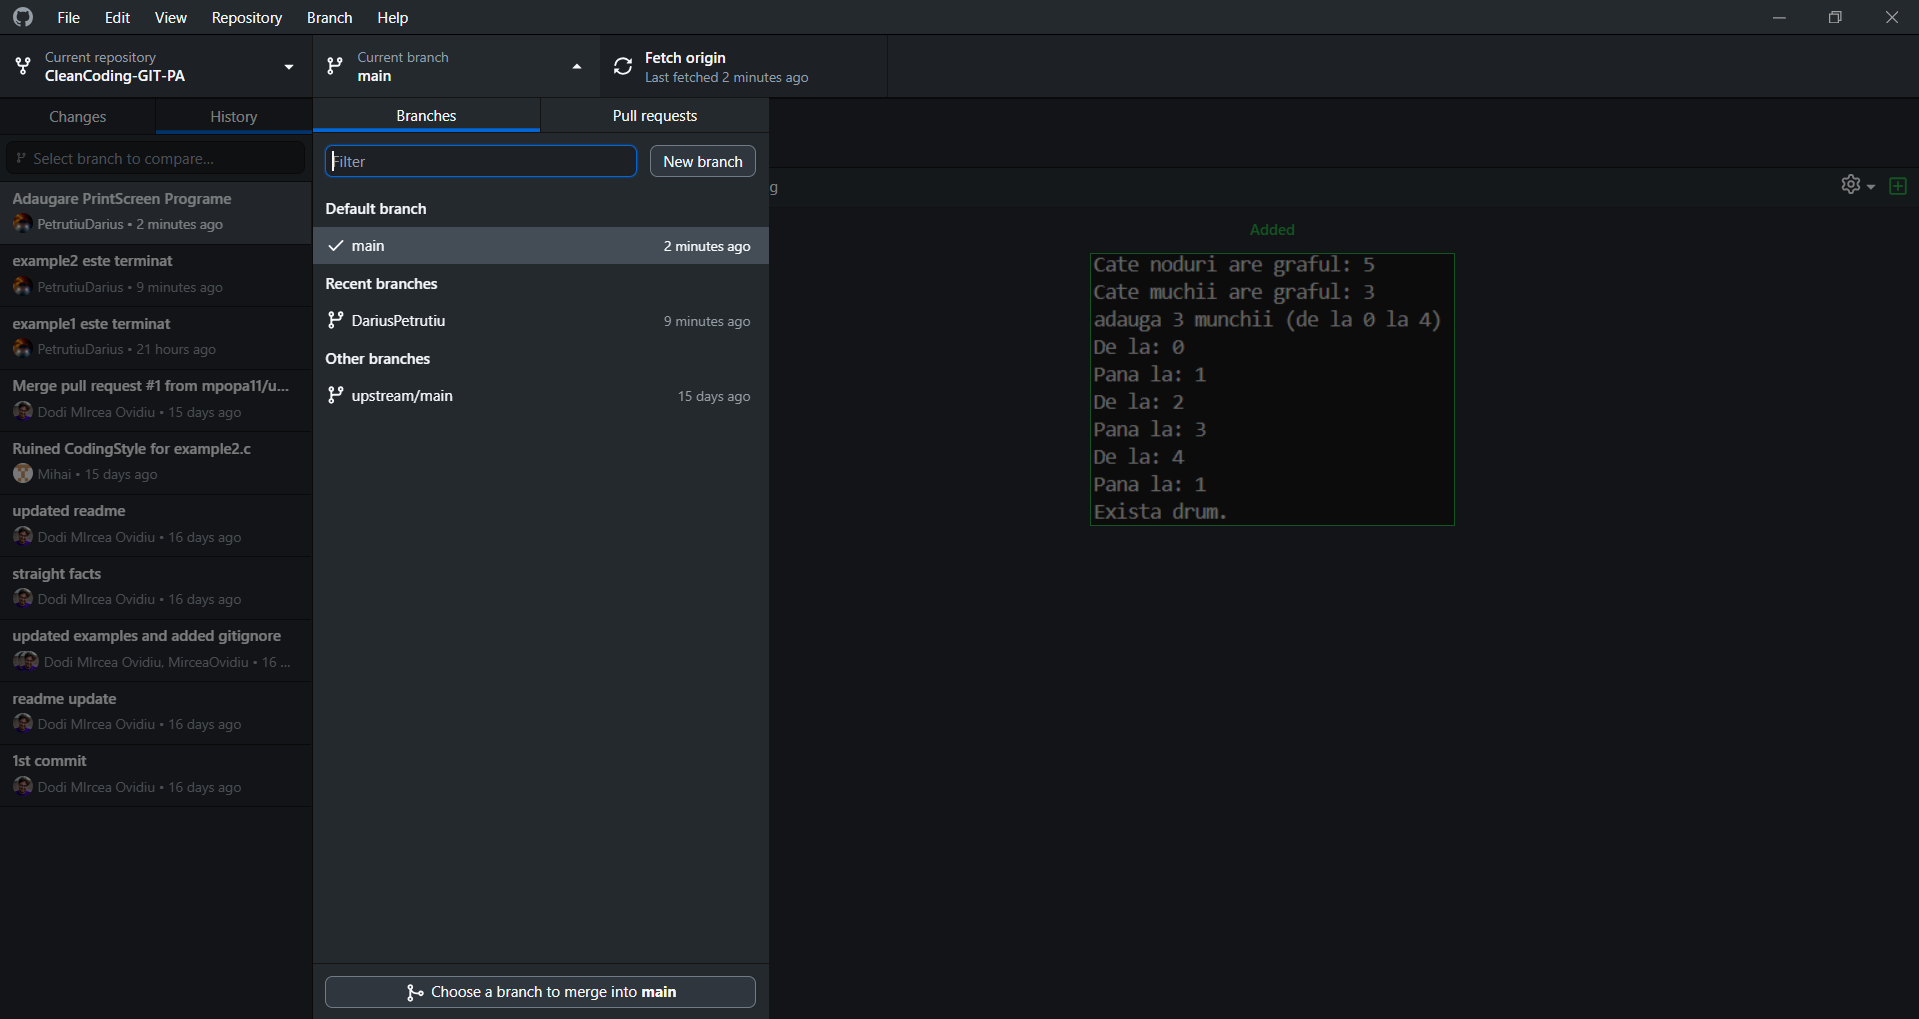 File Edit View Repository Branch Help
Current repository
CleanCoding-GIT-PA
Current branch
main
Fetch origin
Last fetched 2 minutes ago
Changes
History
Select branch to compare...
Adaugare PrintScreen Programe
PetrutiuDarius • 2 minutes ago
example2 este terminat
PetrutiuDarius • 9 minutes ago
example1 este terminat
PetrutiuDarius • 21 hours ago
Merge pull request #1 from mpopa11/u...
Dodi MIrcea Ovidiu • 15 days ago
Ruined CodingStyle for example2.c
Mihai • 15 days ago
updated readme
Dodi MIrcea Ovidiu • 16 days ago
straight facts
Dodi MIrcea Ovidiu • 16 days ago
updated examples and added gitignore
Dodi MIrcea Ovidiu, MirceaOvidiu • 16 ...
readme update
Dodi MIrcea Ovidiu • 16 days ago
1st commit
Dodi MIrcea Ovidiu • 16 days ago
Branches
Pull requests
Filter
New branch
Default branch
main 2 minutes ago
Recent branches
DariusPetrutiu 9 minutes ago
Other branches
upstream/main 15 days ago
Choose a branch to merge into main
g
Added
Cate noduri are graful: 5
Cate muchii are graful: 3
adauga 3 munchii (de la 0 la 4)
De la: 0
Pana la: 1
De la: 2
Pana la: 3
De la: 4
Pana la: 1
Exista drum.